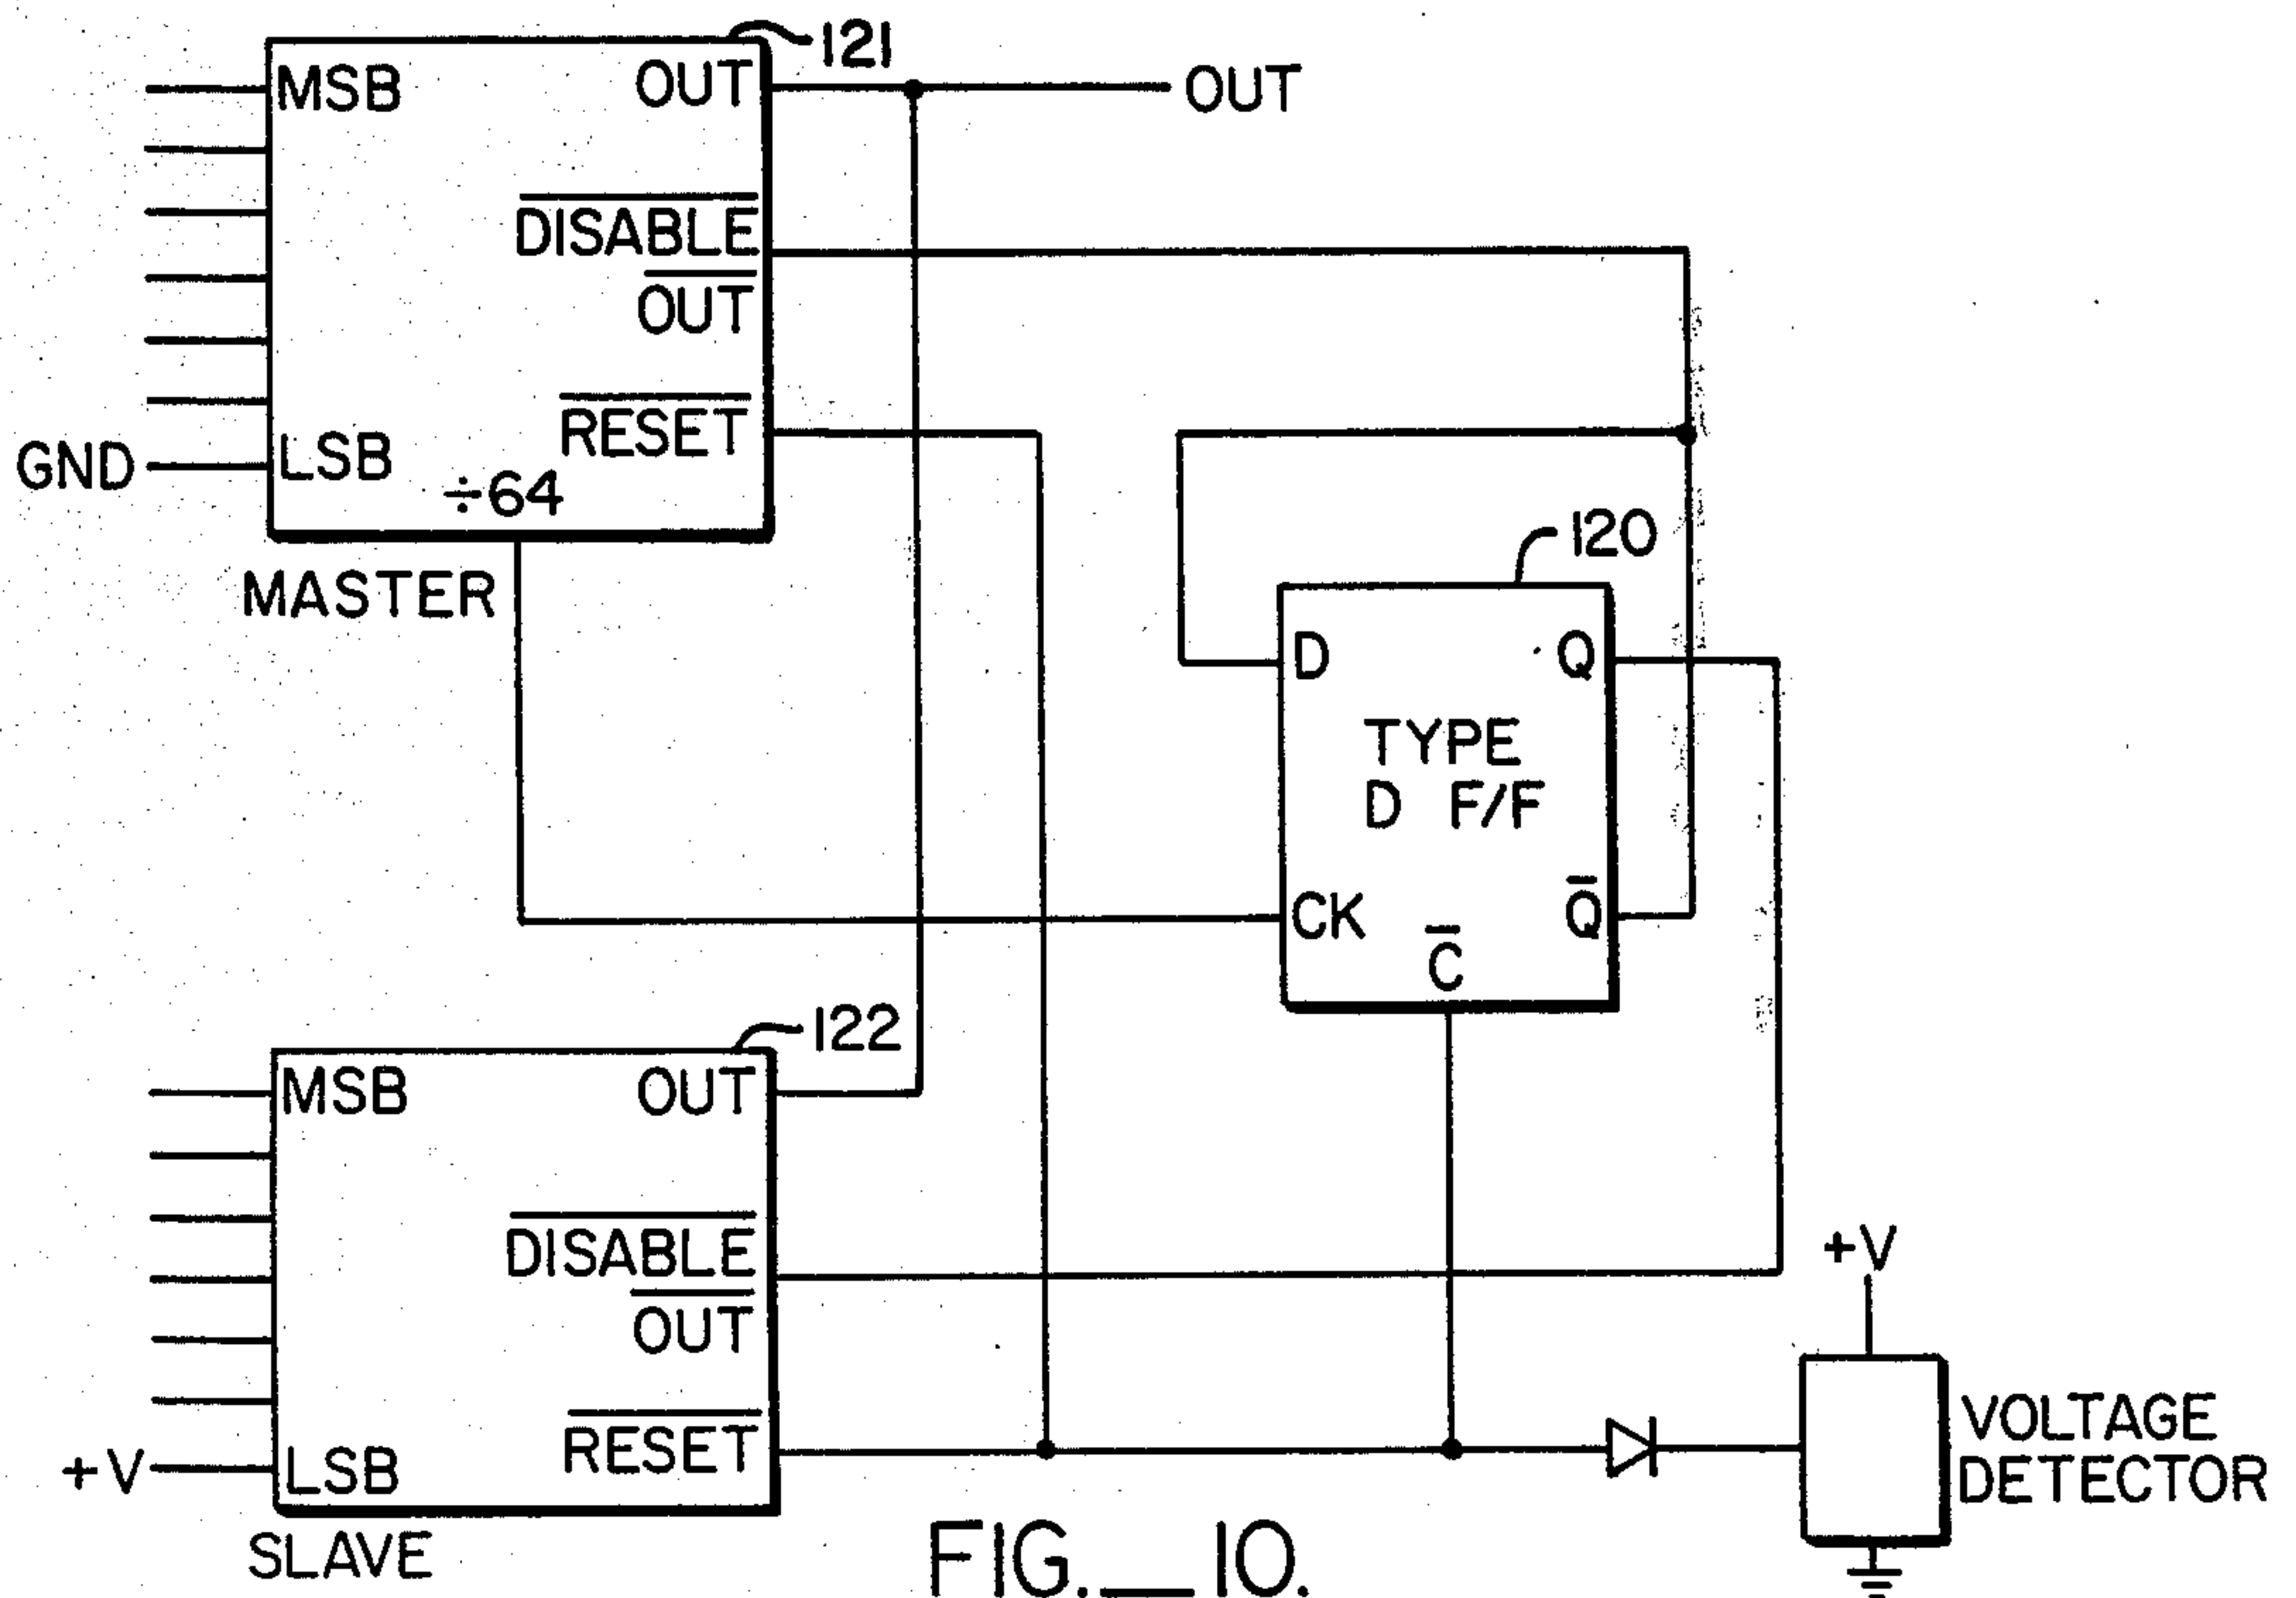 121
MSB
OUT
OUT
DISABLE
OUT
RESET
GND
LSB
÷64
MASTER
120
D
Q
TYPE
D F/F
CK
C̅
Q̅
122
MSB
OUT
DISABLE
OUT
+V
RESET
VOLTAGE
DETECTOR
+V
LSB
SLAVE
FIG. 10.